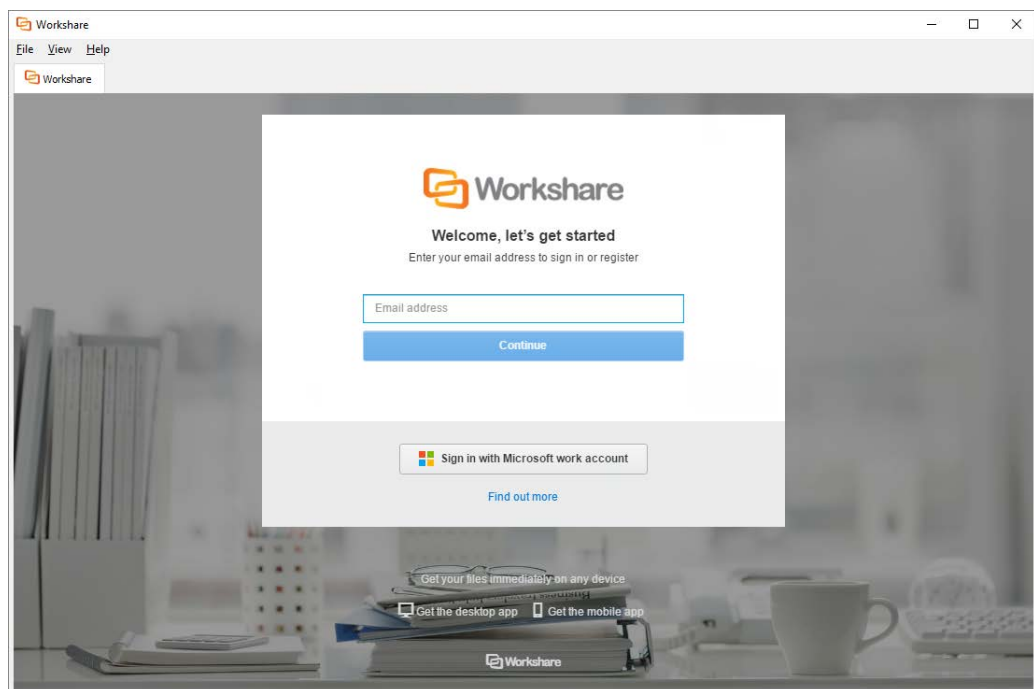 Workshare
File View Help
Workshare
Workshare
Welcome, let's get started
Enter your email address to sign in or register
Email address
Continue
Sign in with Microsoft work account
Find out more
Get your files immediately on any device
Business
Get the desktop app Get the mobile app
Workshare